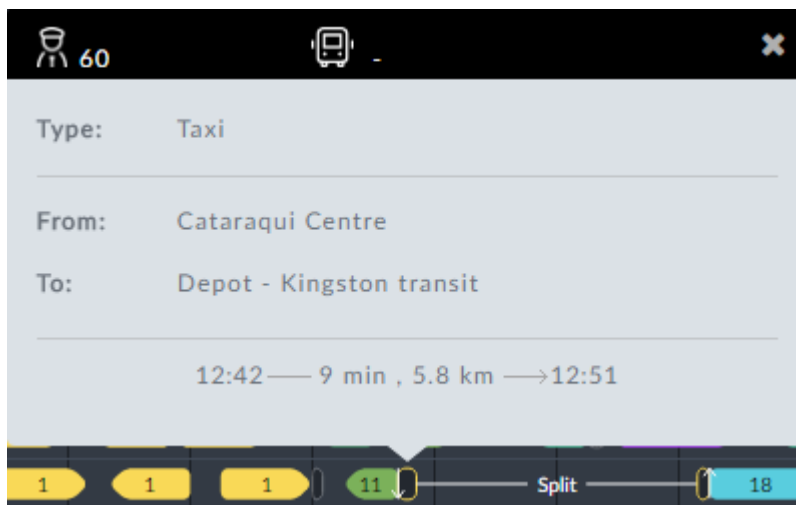 60 -
Type: Taxi
From: Cataraqui Centre
To: Depot - Kingston transit
12:42 9 min , 5.8 km 12:51
1 1 1 11 Split 18